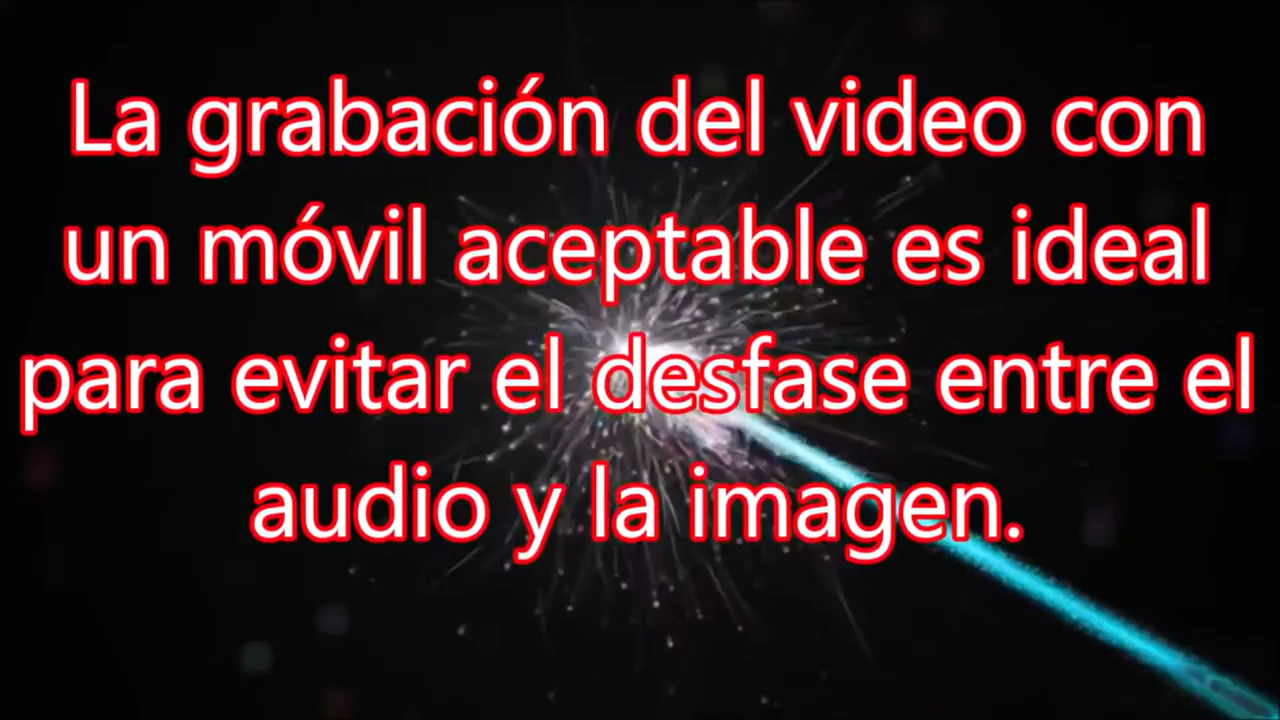 La grabación del video con
un móvil aceptable es ideal
para evitar el desfase entre el
audio y la imagen.